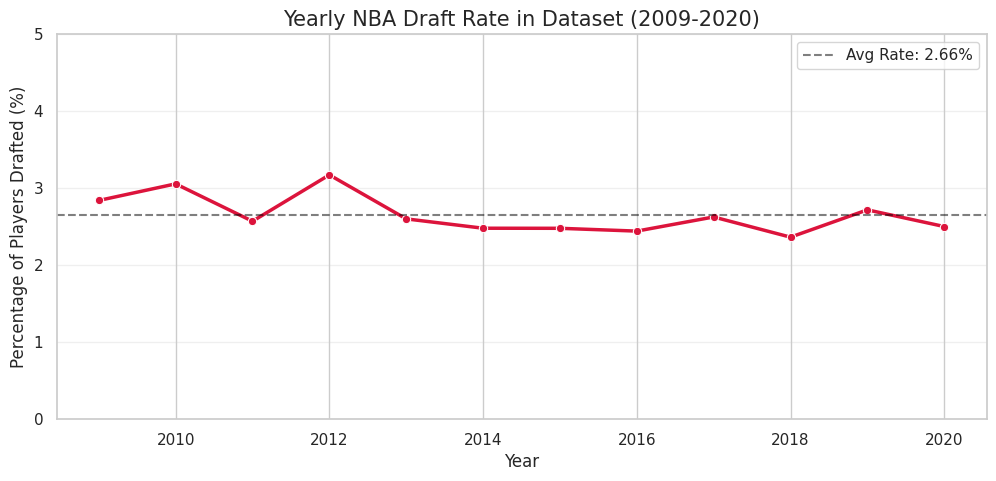 Yearly NBA Draft Rate in Dataset (2009-2020)
Avg Rate: 2.66%
Percentage of Players Drafted (%)
5
4
3
2
1
0
2010 2012 2014 2016 2018 2020
Year